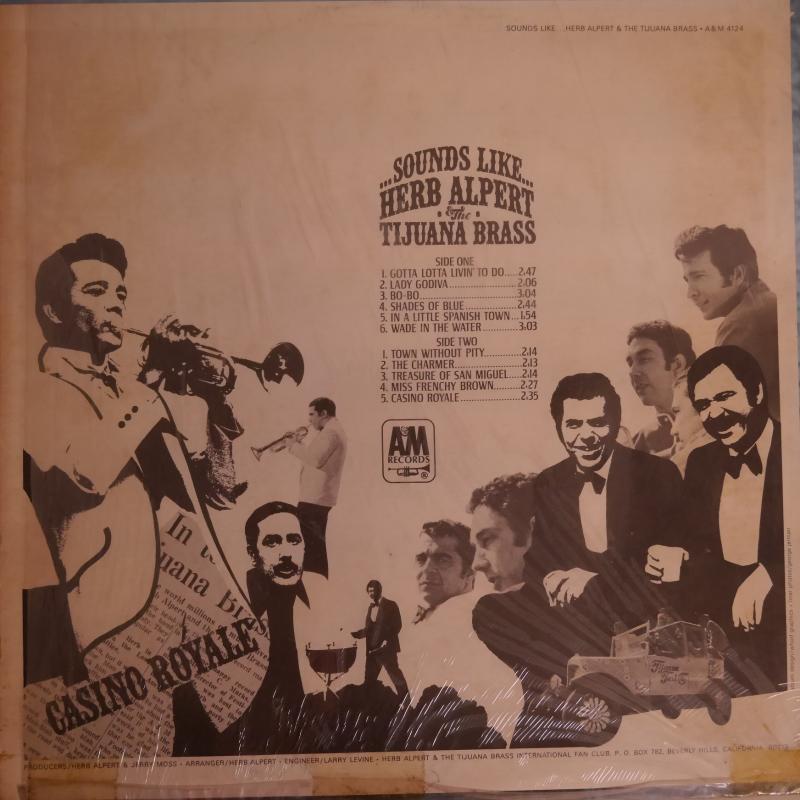 SOUNDS LIKE...HERB ALPERT & THE TIJUANA BRASS • A&M 4124
...SOUNDS LIKE...
HERB ALPERT
& The
TIJUANA BRASS
SIDE ONE
1. GOTTA LOTTA LIVIN' TO DO.....2:47
2. LADY GODIVA........................2:06
3. BO-BO...................................3:04
4. SHADES OF BLUE...................2:44
5. IN A LITTLE SPANISH TOWN...1:54
6. WADE IN THE WATER.............3:03
SIDE TWO
1. TOWN WITHOUT PITY.............2:14
2. THE CHARMER.......................2:13
3. TREASURE OF SAN MIGUEL....2:14
4. MISS FRENCHY BROWN..........2:27
5. CASINO ROYALE.....................2:35
A&M
RECORDS
®
In
uana Brass
world millions
CASINO ROYALE
Tijuana
PRODUCERS/HERB ALPERT & JERRY MOSS • ARRANGER/HERB ALPERT • ENGINEER/LARRY LEVINE • HERB ALPERT & THE TIJUANA BRASS INTERNATIONAL FAN CLUB, P. O. BOX 782, BEVERLY HILLS, CALIFORNIA